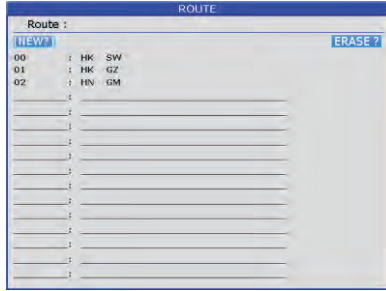 ROUTE
Route :
NEW? ERASE ?
00 : HK SW
01 : HK GZ
02 : HN GM
:
:
:
:
:
:
:
:
:
:
:
:
: